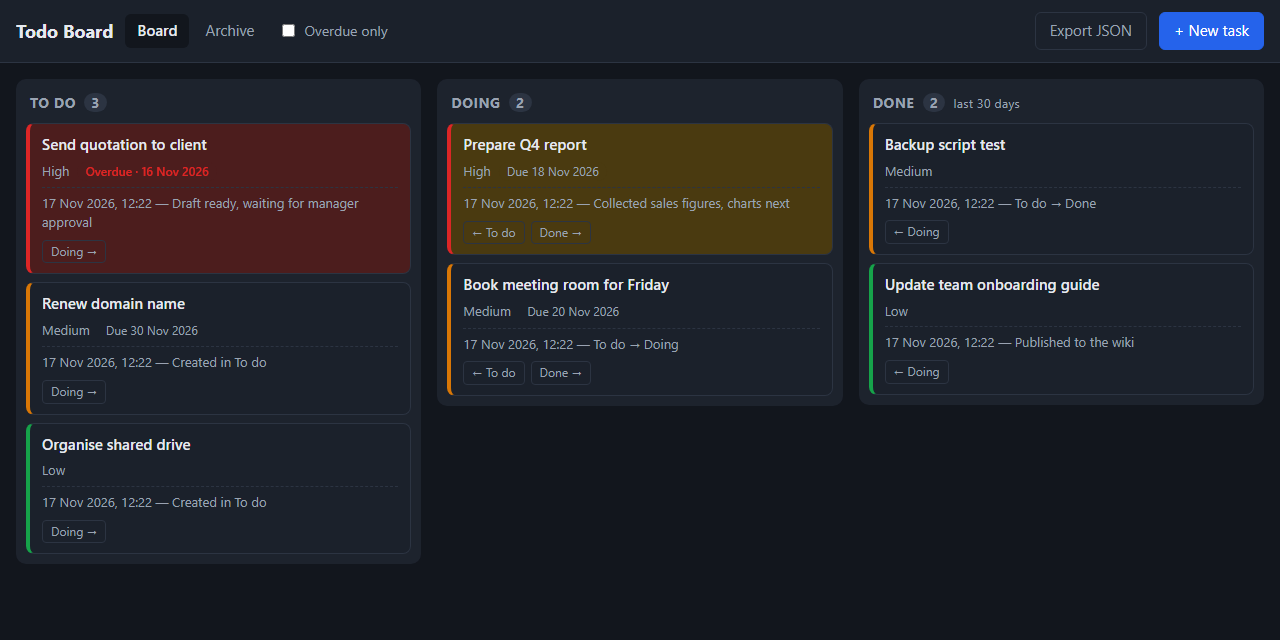 Todo Board Board Archive Overdue only Export JSON + New task
TO DO 3
Send quotation to client
High Overdue · 16 Nov 2026
17 Nov 2026, 12:22 — Draft ready, waiting for manager
approval
Doing →
Renew domain name
Medium Due 30 Nov 2026
17 Nov 2026, 12:22 — Created in To do
Doing →
Organise shared drive
Low
17 Nov 2026, 12:22 — Created in To do
Doing →
DOING 2
Prepare Q4 report
High Due 18 Nov 2026
17 Nov 2026, 12:22 — Collected sales figures, charts next
← To do Done →
Book meeting room for Friday
Medium Due 20 Nov 2026
17 Nov 2026, 12:22 — To do → Doing
← To do Done →
DONE 2 last 30 days
Backup script test
Medium
17 Nov 2026, 12:22 — To do → Done
← Doing
Update team onboarding guide
Low
17 Nov 2026, 12:22 — Published to the wiki
← Doing